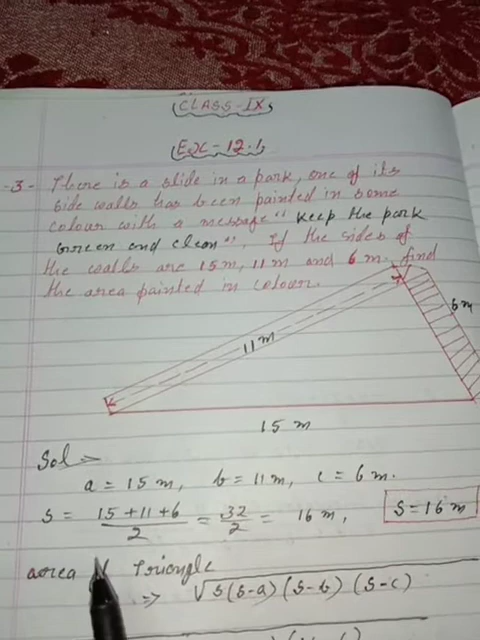 CLASS-IX
Ex-12.1
-3- There is a slide in a park, one of its
side walls has been painted in some
colour with a message "Keep the park
Green and clean". If the sides of
the walls are 15m, 11m and 6m. find
the area painted in colour.
6m
11m
15 m
Sol
a = 15 m, b = 11m, c = 6 m.
S = 15+11+6/2 = 32/2 = 16 m, S = 16 m
area of Triangle
=> √S(S-a) (S-b) (S-c)